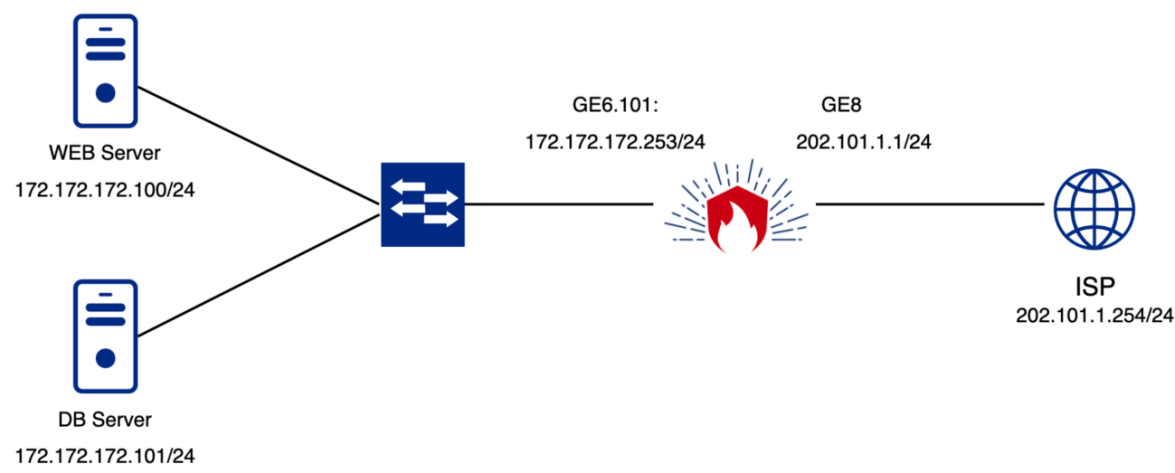 WEB Server
172.172.172.100/24
GE6.101:
172.172.172.253/24
GE8
202.101.1.1/24
ISP
202.101.1.254/24
DB Server
172.172.172.101/24